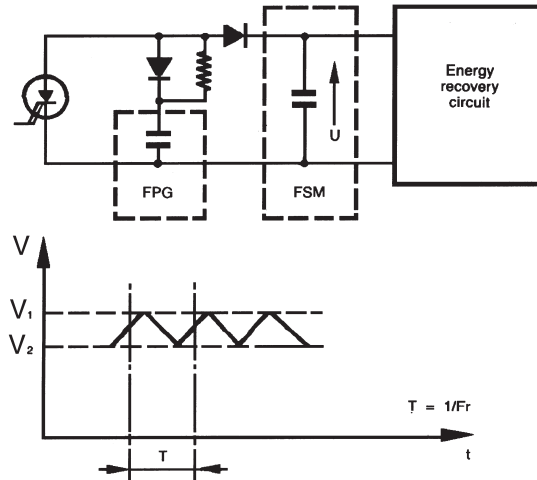 Energy
recovery
circuit
U
FPG
FSM
V
V₁
V₂
T = 1/Fr
T
t